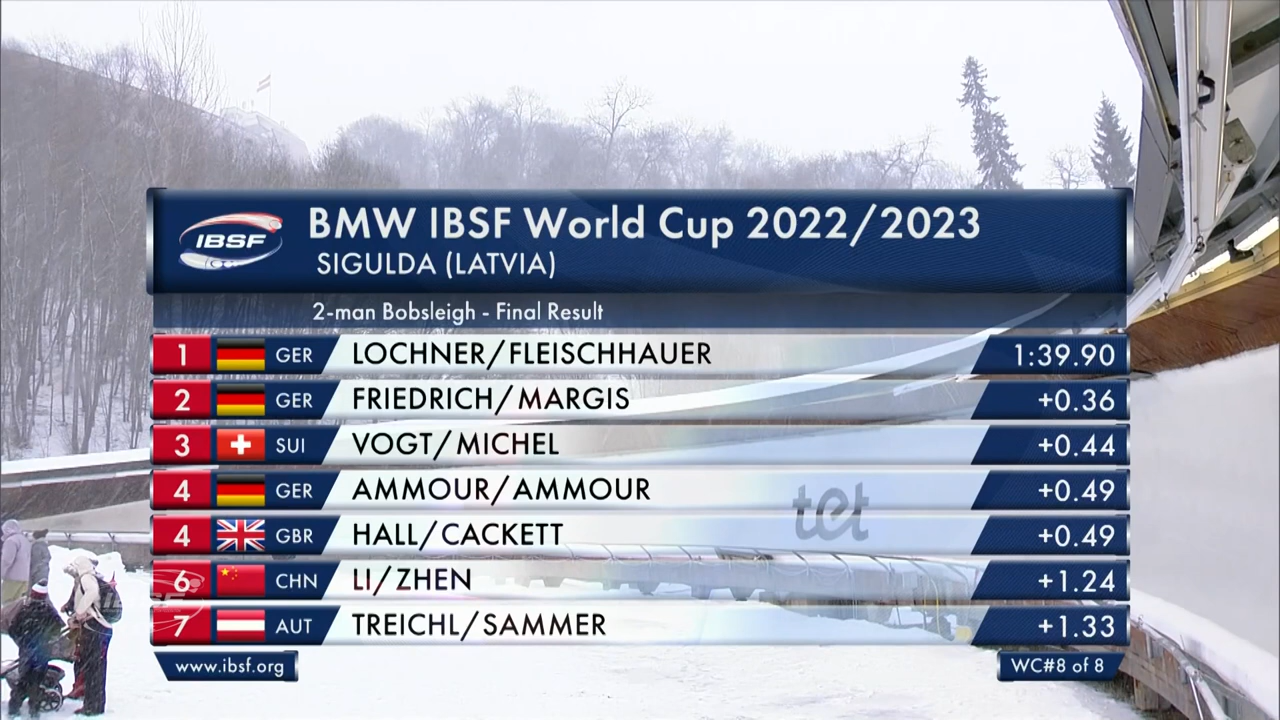 IBSF
BMW IBSF World Cup 2022/2023
SIGULDA (LATVIA)
2-man Bobsleigh - Final Result
1 GER LOCHNER/FLEISCHHAUER 1:39.90
2 GER FRIEDRICH/MARGIS +0.36
3 SUI VOGT/MICHEL +0.44
4 GER AMMOUR/AMMOUR +0.49
tet
4 GBR HALL/CACKETT +0.49
6 CHN LI/ZHEN +1.24
IBSF
7 AUT TREICHL/SAMMER +1.33
www.ibsf.org WC#8 of 8